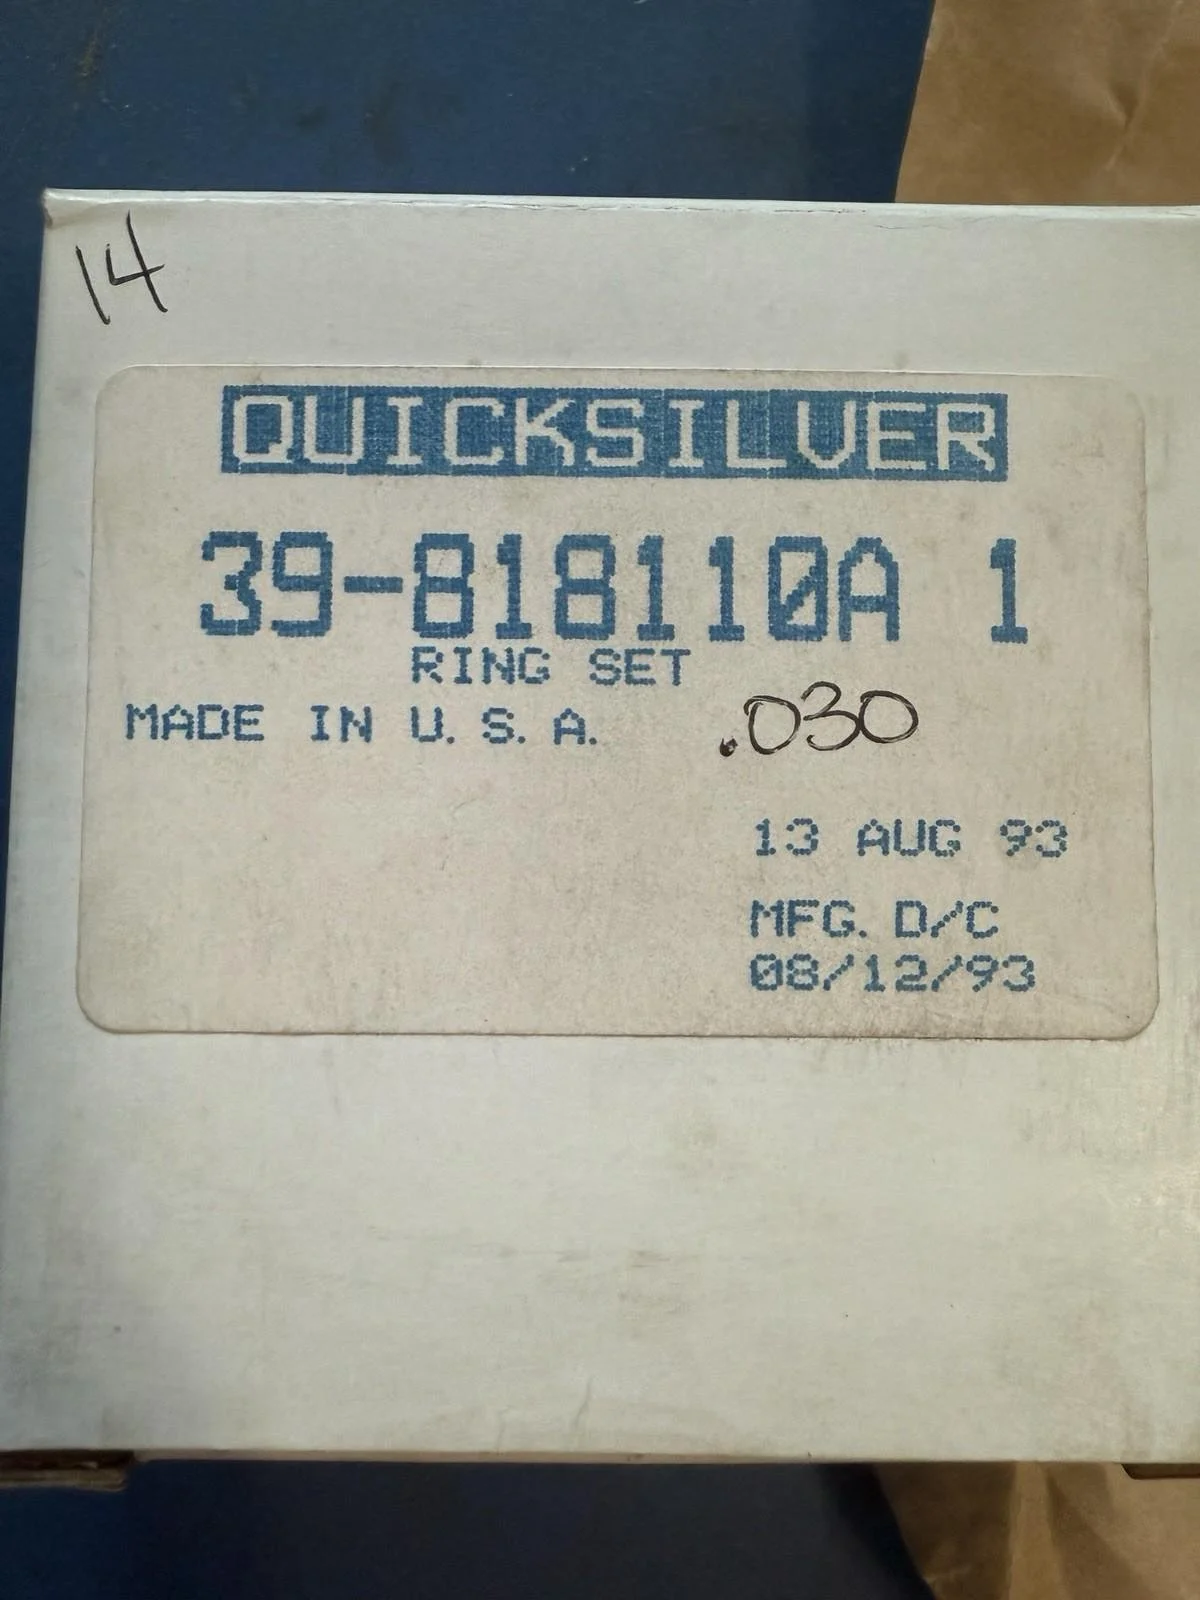 14
QUICKSILVER
39-818110A 1
RING SET
MADE IN U.S.A. .030
13 AUG 93
MFG. D/C
08/12/93